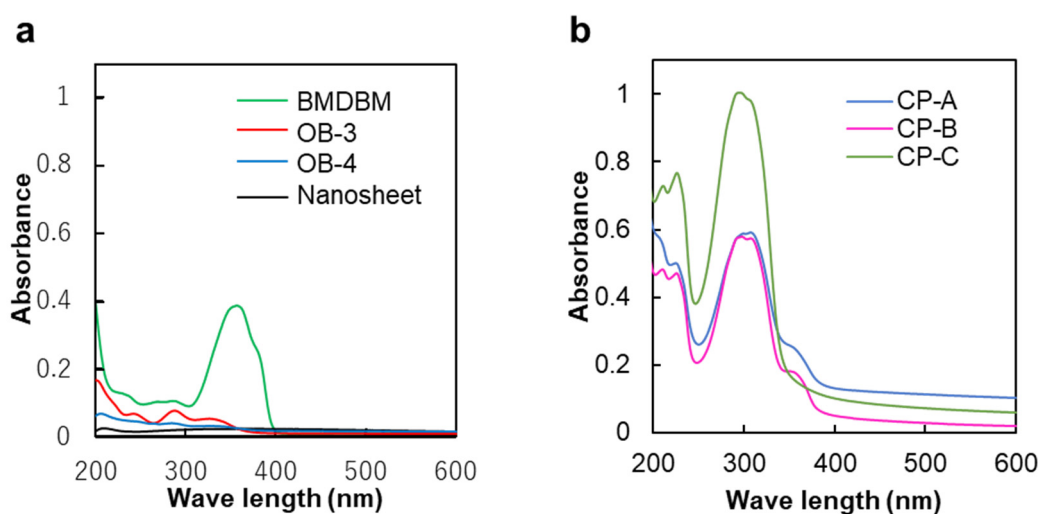 a
Absorbance
1
0.8
0.6
0.4
0.2
0
BMDBM
OB-3
OB-4
Nanosheet
200 300 400 500 600
Wave length (nm)
b
Absorbance
1
0.8
0.6
0.4
0.2
0
CP-A
CP-B
CP-C
200 300 400 500 600
Wave length (nm)